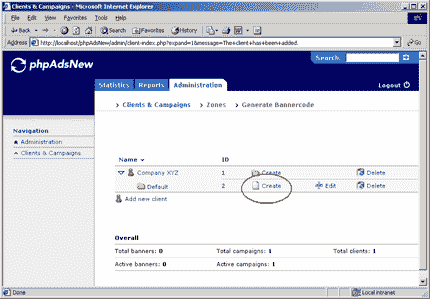 Clients & Campaigns - Microsoft Internet Explorer
File Edit View Favorites Tools Help
Back Search Favorites History
Address http://localhost/phpAdsNew/admin/client-index.php?expand=1&message=The+client+has+been+added. Go
phpAdsNew Search:
Statistics Reports Administration Logout
Clients & Campaigns Zones Generate Bannercode
Navigation
Administration
Clients & Campaigns
Name ID
Company XYZ 1 Create Delete
Default 2 Create Edit Delete
Add new client
Overall
Total banners: 0 Total campaigns: 1 Total clients: 1
Active banners: 0 Active campaigns: 1
Done Local intranet